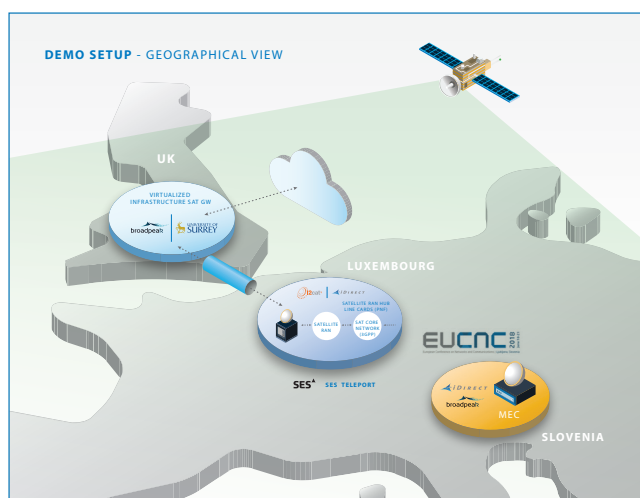 DEMO SETUP - GEOGRAPHICAL VIEW
UK
VIRTUALIZED
INFRASTRUCTURE SAT GW
broadpeak
UNIVERSITY OF
SURREY
LUXEMBOURG
iDIRECT
SATELLITE RAN HUB
LINE CARDS (PNF)
SATELLITE
RAN
SAT CORE
NETWORK
(3GPP)
SES
SES TELEPORT
EUCNC 2018
iDIRECT
broadpeak
MEC
SLOVENIA